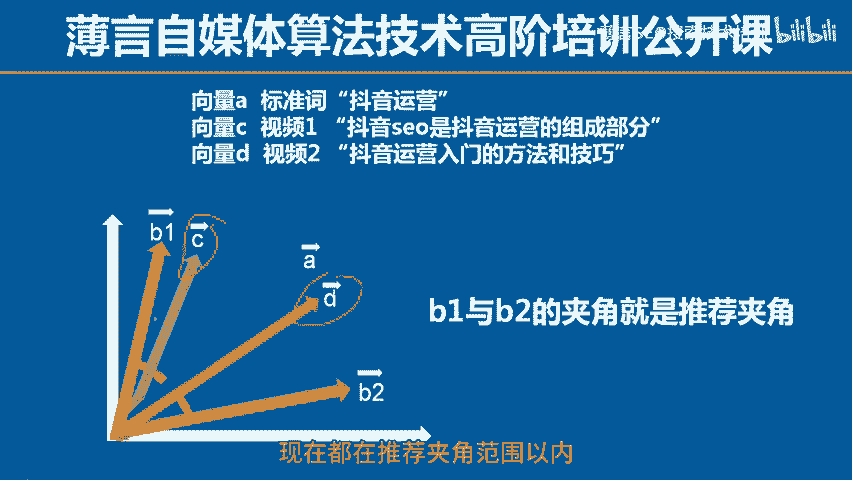 薄言自媒体算法技术高阶培训公开课
bilibili
向量a 标准词“抖音运营”
向量c 视频1 “抖音seo是抖音运营的组成部分”
向量d 视频2 “抖音运营入门的方法和技巧”
b1
c
a
d
b1与b2的夹角就是推荐夹角
b2
现在都在推荐夹角范围以内